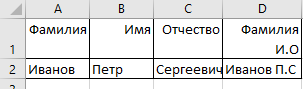 A B C D
Фамилия Имя Отчество Фамилия
1 И.О
2 Иванов Петр Сергеевич Иванов П.С